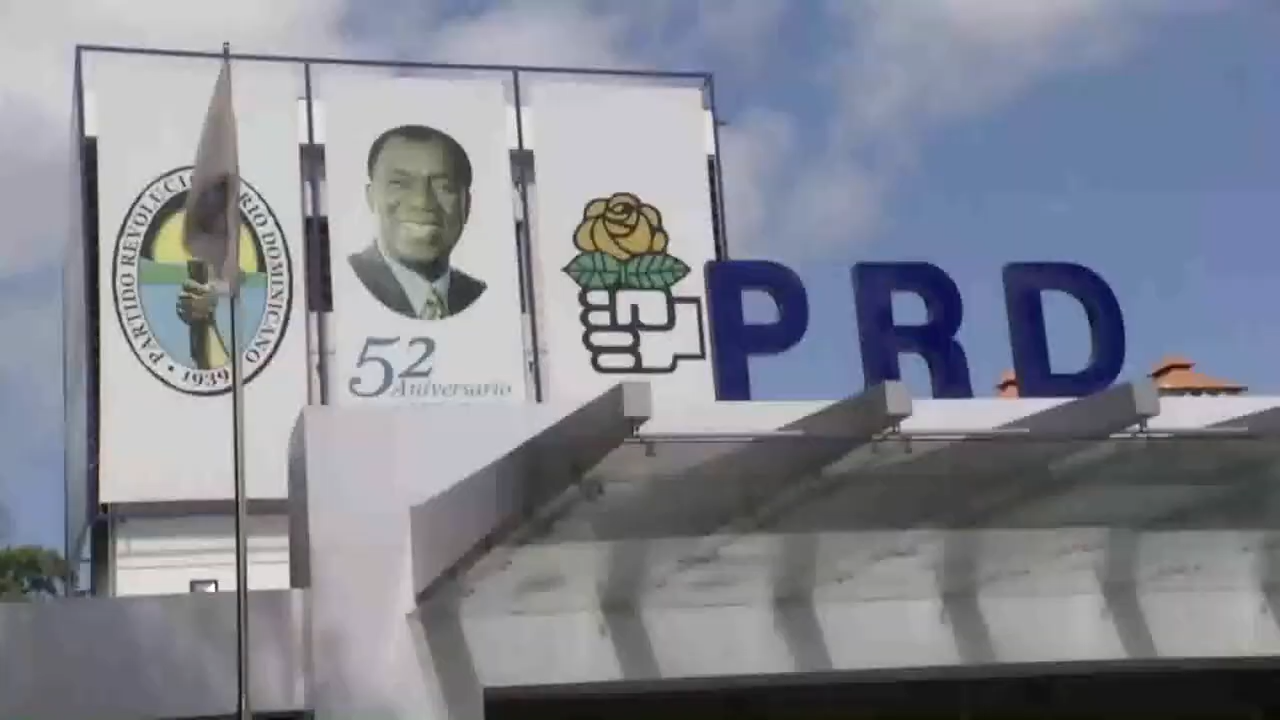 PARTIDO REVOLUCI RIO DOMINICANO
• 1939 •
52
Aniversario
PRD